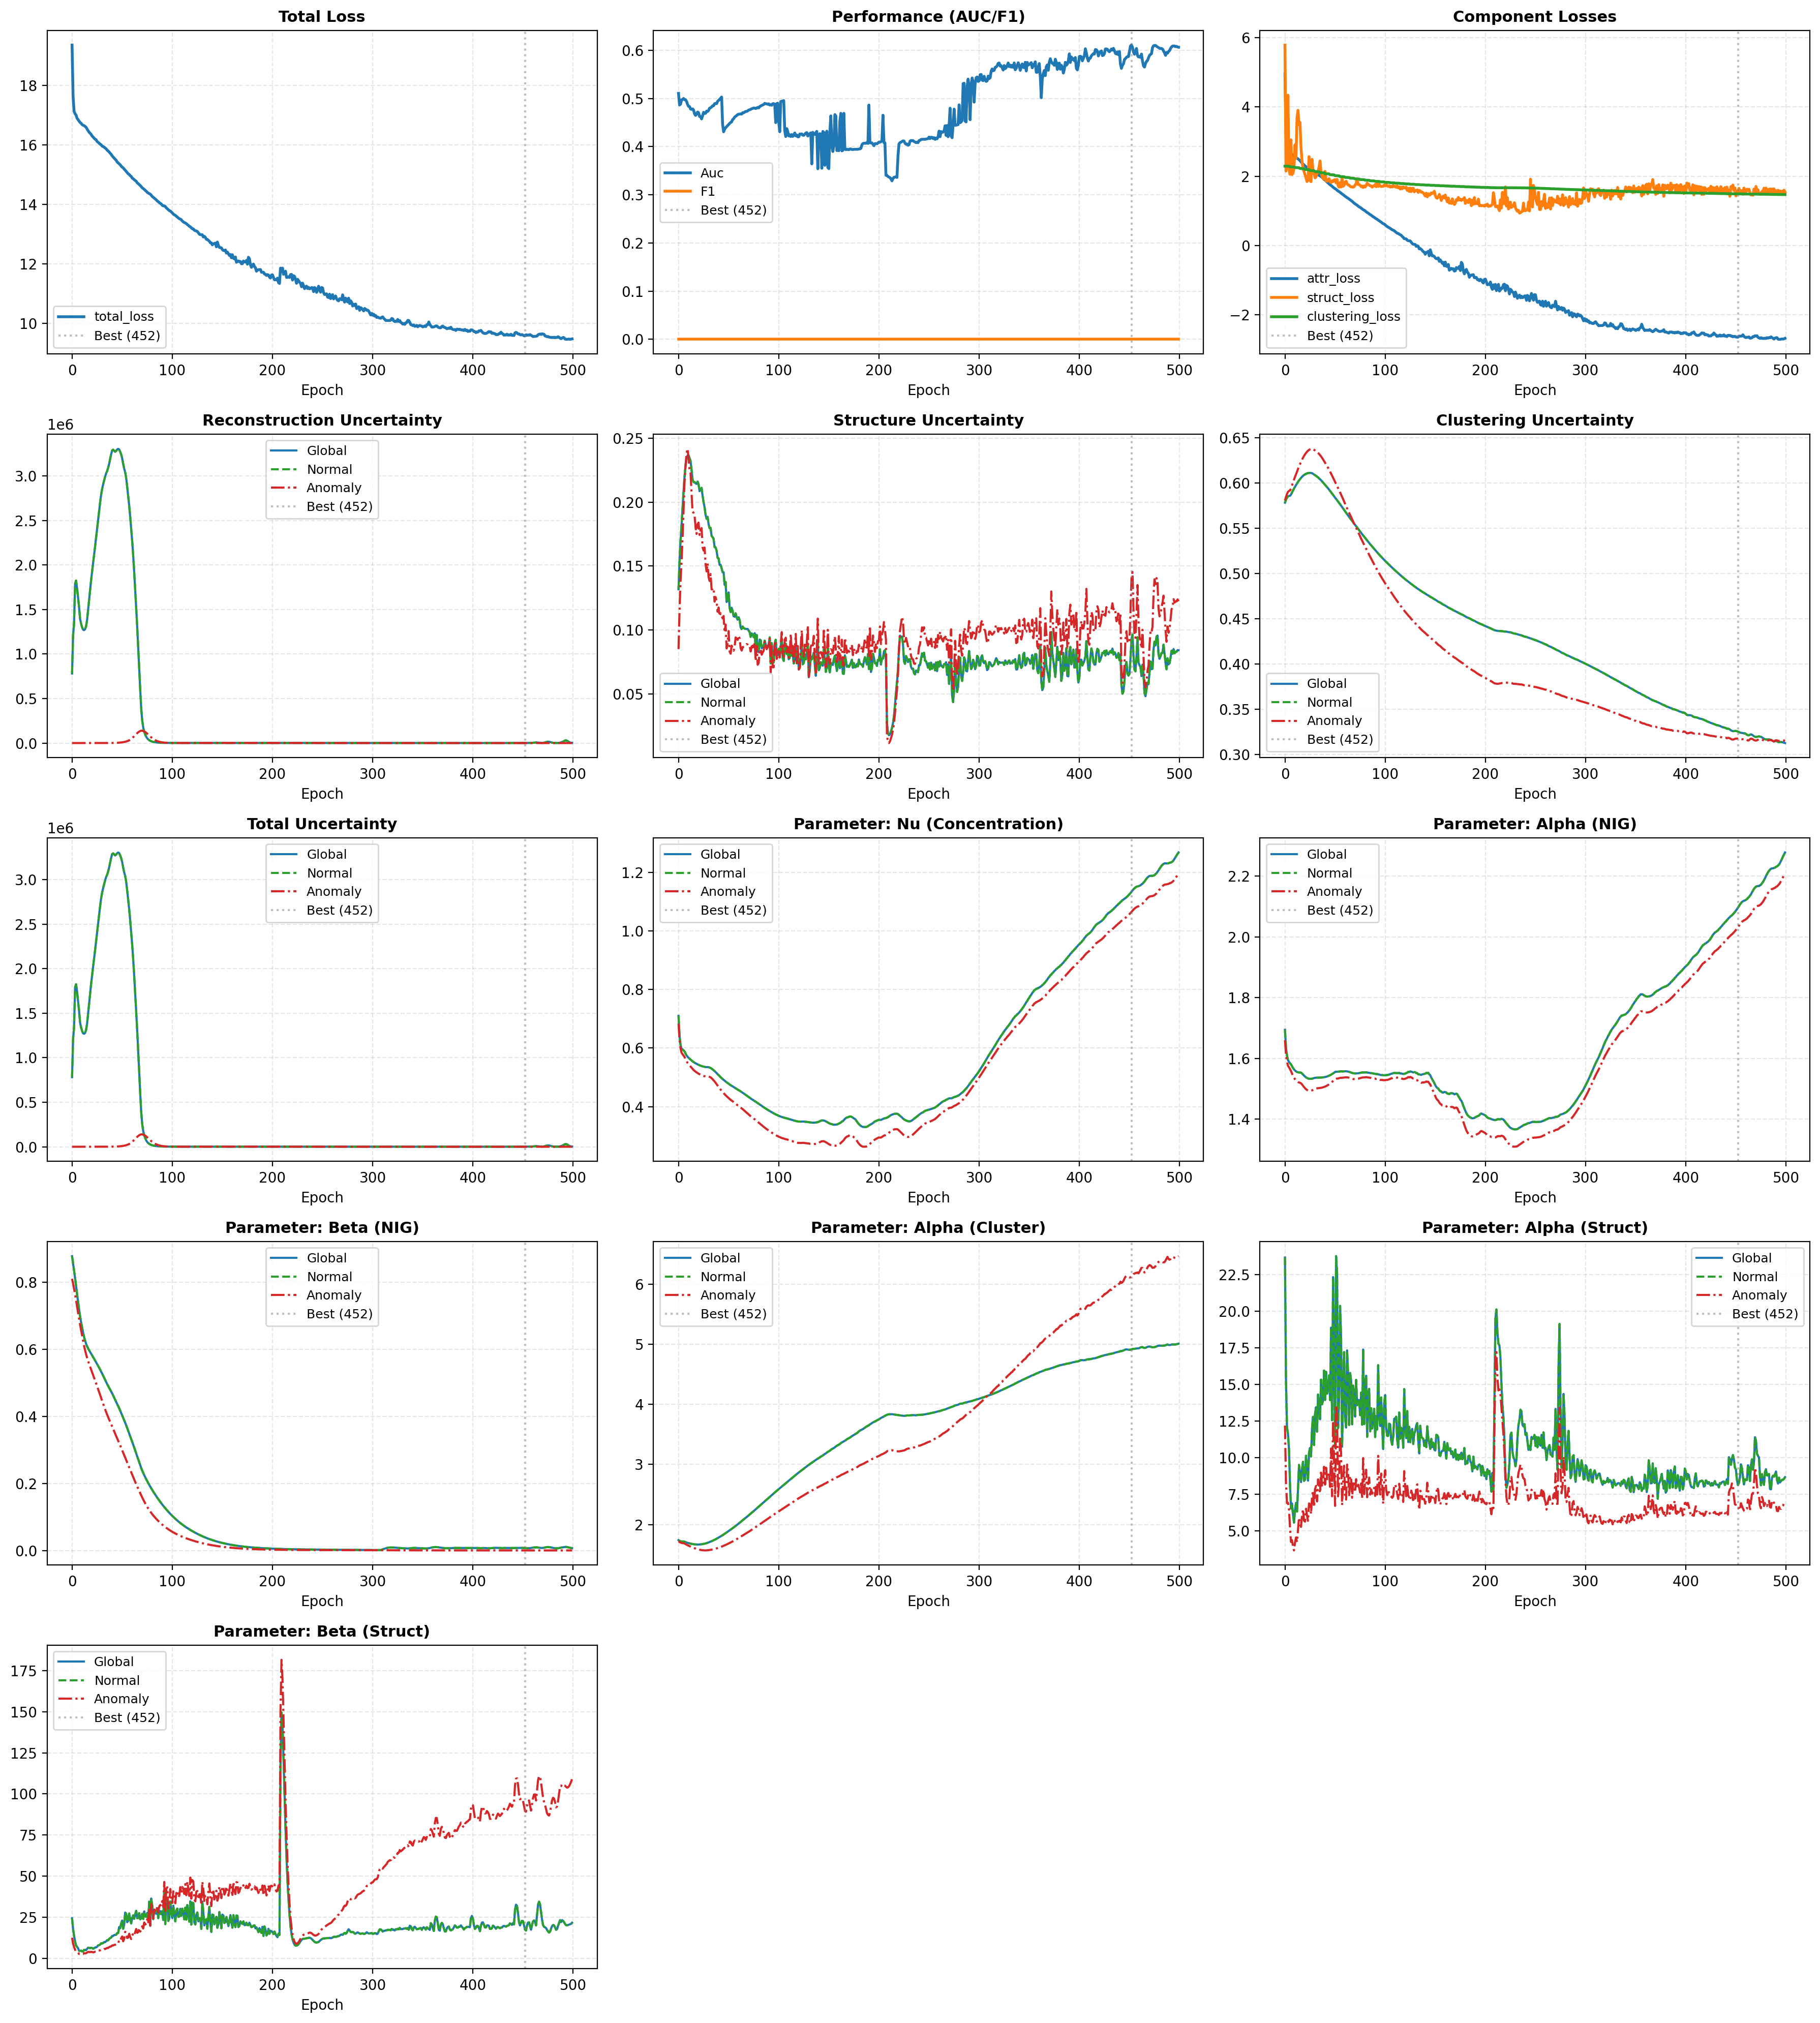 Total Loss
18
16
14
12
10
total_loss
Best (452)
0
100
200
300
400
500
Epoch
Performance (AUC/F1)
0.6
0.5
0.4
0.3
0.2
0.1
0.0
Auc
F1
Best (452)
0
100
200
300
400
500
Epoch
Component Losses
6
4
2
0
−2
attr_loss
struct_loss
clustering_loss
Best (452)
0
100
200
300
400
500
Epoch
Reconstruction Uncertainty
1e6
3.0
2.5
2.0
1.5
1.0
0.5
0.0
Global
Normal
Anomaly
Best (452)
0
100
200
300
400
500
Epoch
Structure Uncertainty
0.25
0.20
0.15
0.10
0.05
Global
Normal
Anomaly
Best (452)
0
100
200
300
400
500
Epoch
Clustering Uncertainty
0.65
0.60
0.55
0.50
0.45
0.40
0.35
0.30
Global
Normal
Anomaly
Best (452)
0
100
200
300
400
500
Epoch
Total Uncertainty
1e6
3.0
2.5
2.0
1.5
1.0
0.5
0.0
Global
Normal
Anomaly
Best (452)
0
100
200
300
400
500
Epoch
Parameter: Nu (Concentration)
1.2
1.0
0.8
0.6
0.4
Global
Normal
Anomaly
Best (452)
0
100
200
300
400
500
Epoch
Parameter: Alpha (NIG)
2.2
2.0
1.8
1.6
1.4
Global
Normal
Anomaly
Best (452)
0
100
200
300
400
500
Epoch
Parameter: Beta (NIG)
0.8
0.6
0.4
0.2
0.0
Global
Normal
Anomaly
Best (452)
0
100
200
300
400
500
Epoch
Parameter: Alpha (Cluster)
6
5
4
3
2
Global
Normal
Anomaly
Best (452)
0
100
200
300
400
500
Epoch
Parameter: Alpha (Struct)
22.5
20.0
17.5
15.0
12.5
10.0
7.5
5.0
Global
Normal
Anomaly
Best (452)
0
100
200
300
400
500
Epoch
Parameter: Beta (Struct)
175
150
125
100
75
50
25
0
Global
Normal
Anomaly
Best (452)
0
100
200
300
400
500
Epoch